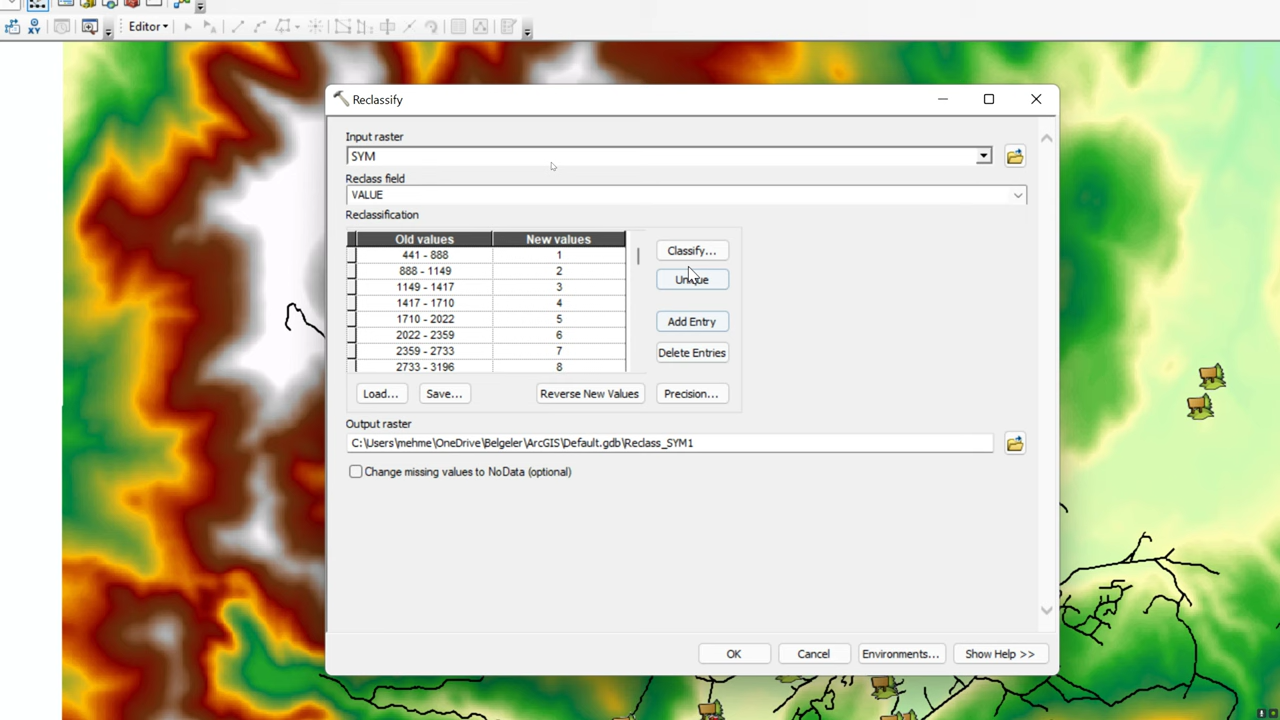 XY
Editor
Reclassify
Input raster
SYM
Reclass field
VALUE
Reclassification
Old values New values
441 - 888 1
888 - 1149 2
1149 - 1417 3
1417 - 1710 4
1710 - 2022 5
2022 - 2359 6
2359 - 2733 7
2733 - 3196 8
Classify...
Unique
Add Entry
Delete Entries
Load... Save... Reverse New Values Precision...
Output raster
C:\Users\mehme\OneDrive\Belgeler\ArcGIS\Default.gdb\Reclass_SYM1
Change missing values to NoData (optional)
OK Cancel Environments... Show Help >>